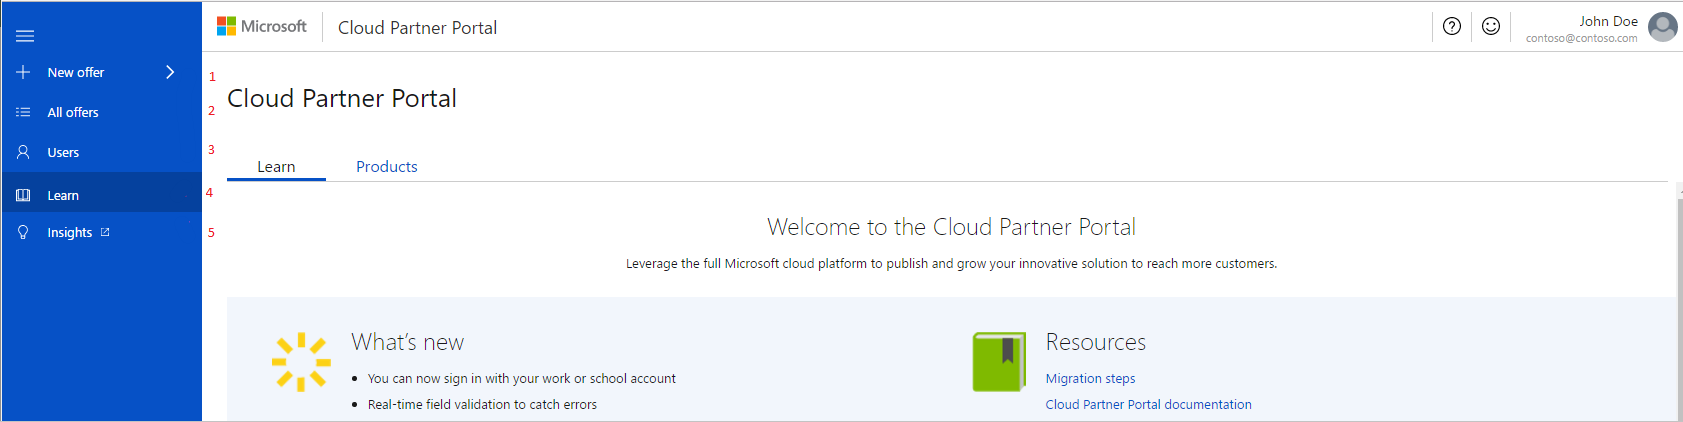 Microsoft Cloud Partner Portal
John Doe
contoso@contoso.com
New offer 1
All offers 2
Users 3
Learn 4
Insights 5
Cloud Partner Portal
Learn Products
Welcome to the Cloud Partner Portal
Leverage the full Microsoft cloud platform to publish and grow your innovative solution to reach more customers.
What's new
• You can now sign in with your work or school account
• Real-time field validation to catch errors
Resources
Migration steps
Cloud Partner Portal documentation